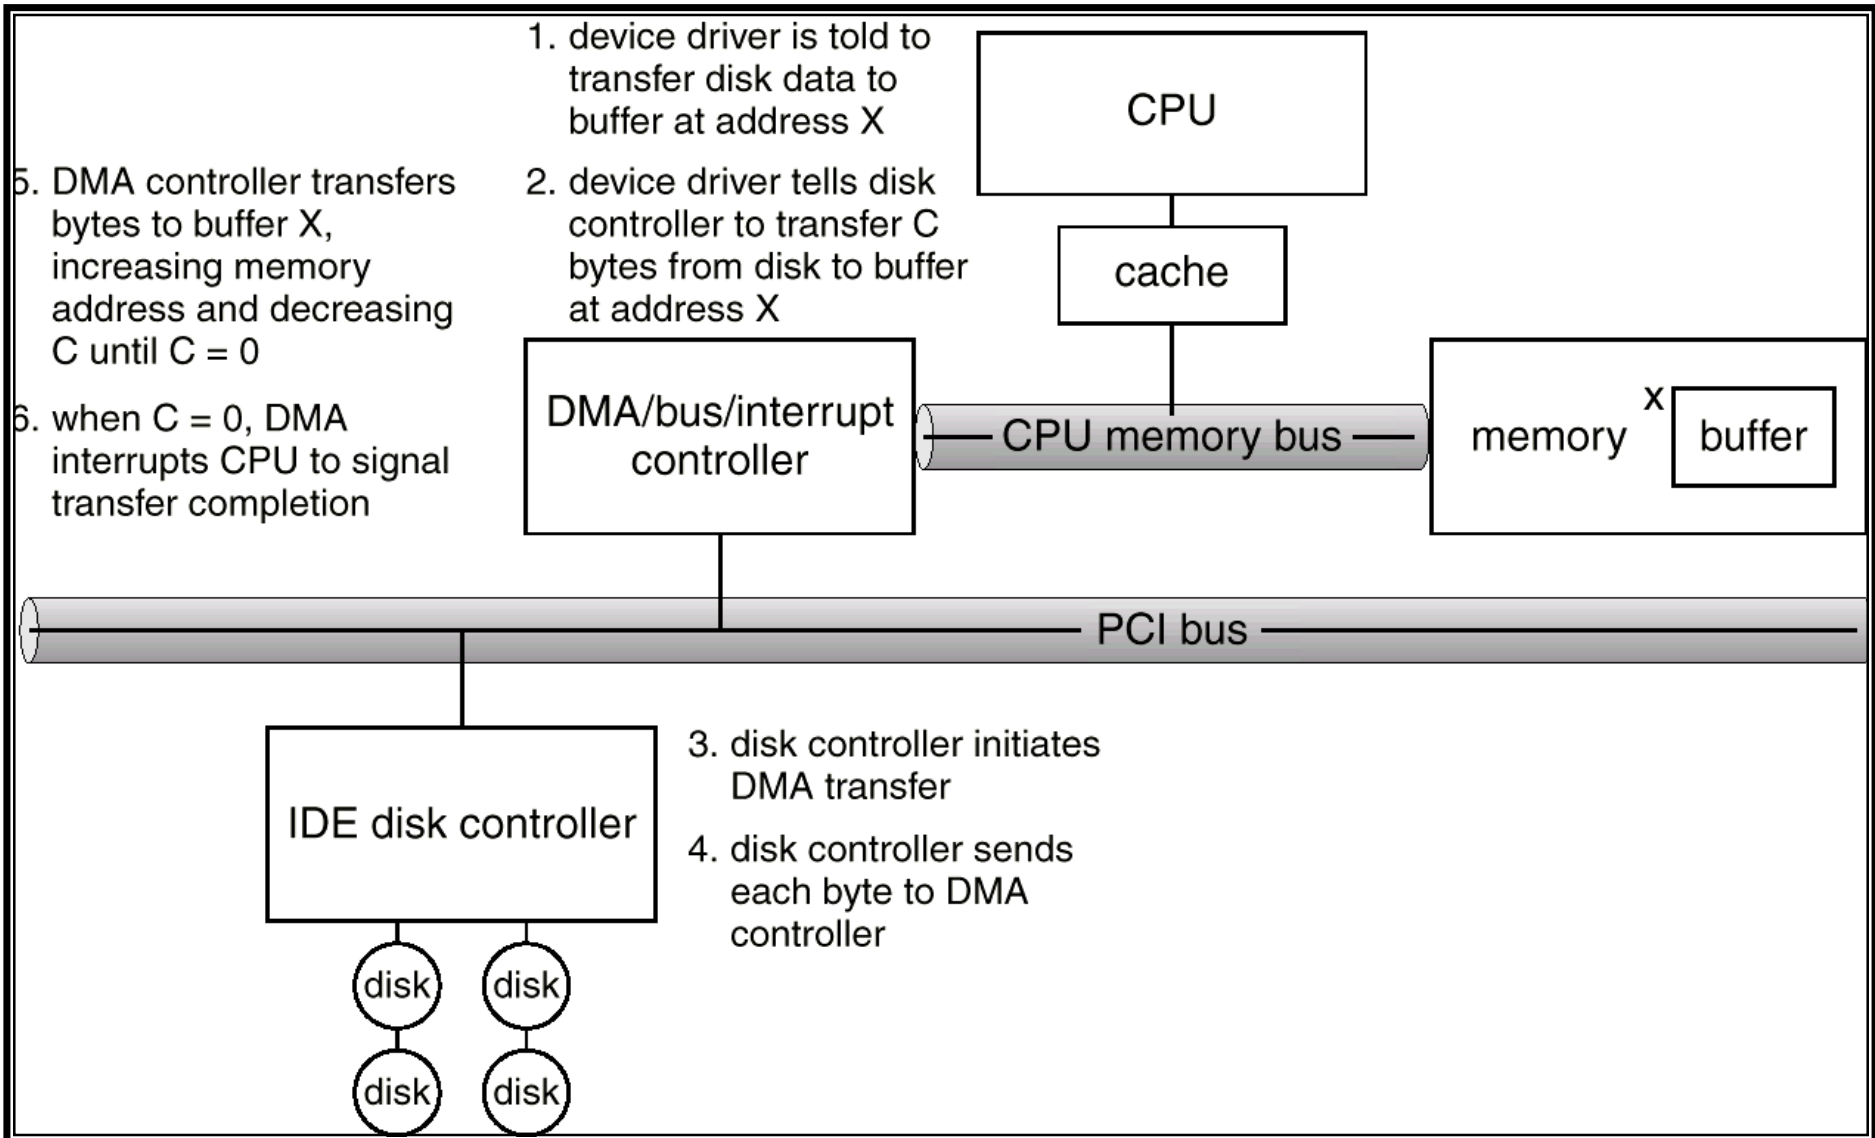 1. device driver is told to
transfer disk data to
buffer at address X
CPU
5. DMA controller transfers
bytes to buffer X,
increasing memory
address and decreasing
C until C = 0
2. device driver tells disk
controller to transfer C
bytes from disk to buffer
at address X
cache
6. when C = 0, DMA
interrupts CPU to signal
transfer completion
DMA/bus/interrupt
controller
CPU memory bus
memory
x
buffer
PCI bus
IDE disk controller
3. disk controller initiates
DMA transfer
4. disk controller sends
each byte to DMA
controller
disk
disk
disk
disk